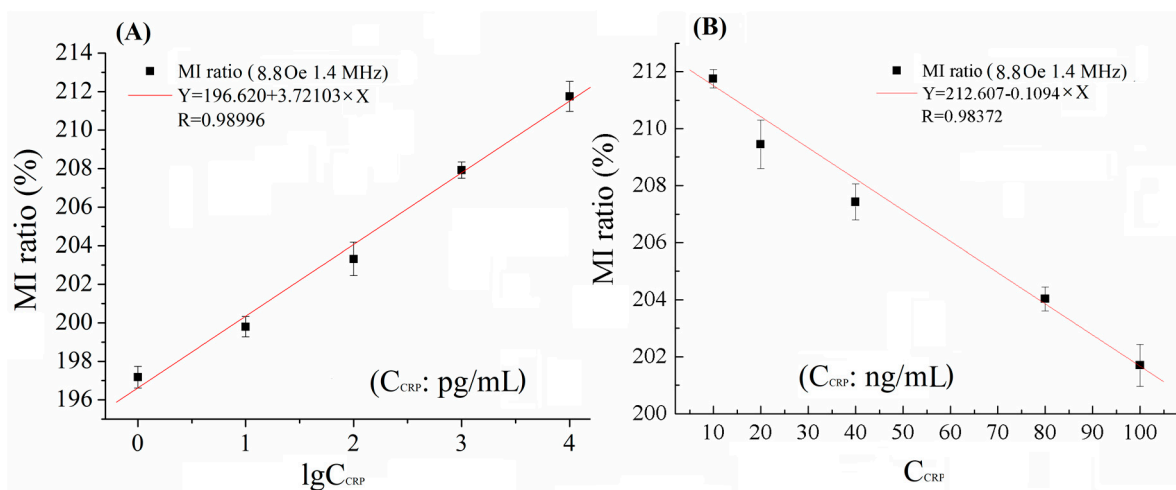 (A)
MI ratio (8.8Oe 1.4 MHz)
Y=196.620+3.72103×X
R=0.98996
MI ratio (%)
214
212
210
208
206
204
202
200
198
196
(CCRP: pg/mL)
0 1 2 3 4
lgCCRP
(B)
MI ratio (8.8Oe 1.4 MHz)
Y=212.607-0.1094×X
R=0.98372
MI ratio (%)
212
210
208
206
204
202
200
(CCRP: ng/mL)
10 20 30 40 50 60 70 80 90 100
CCRP